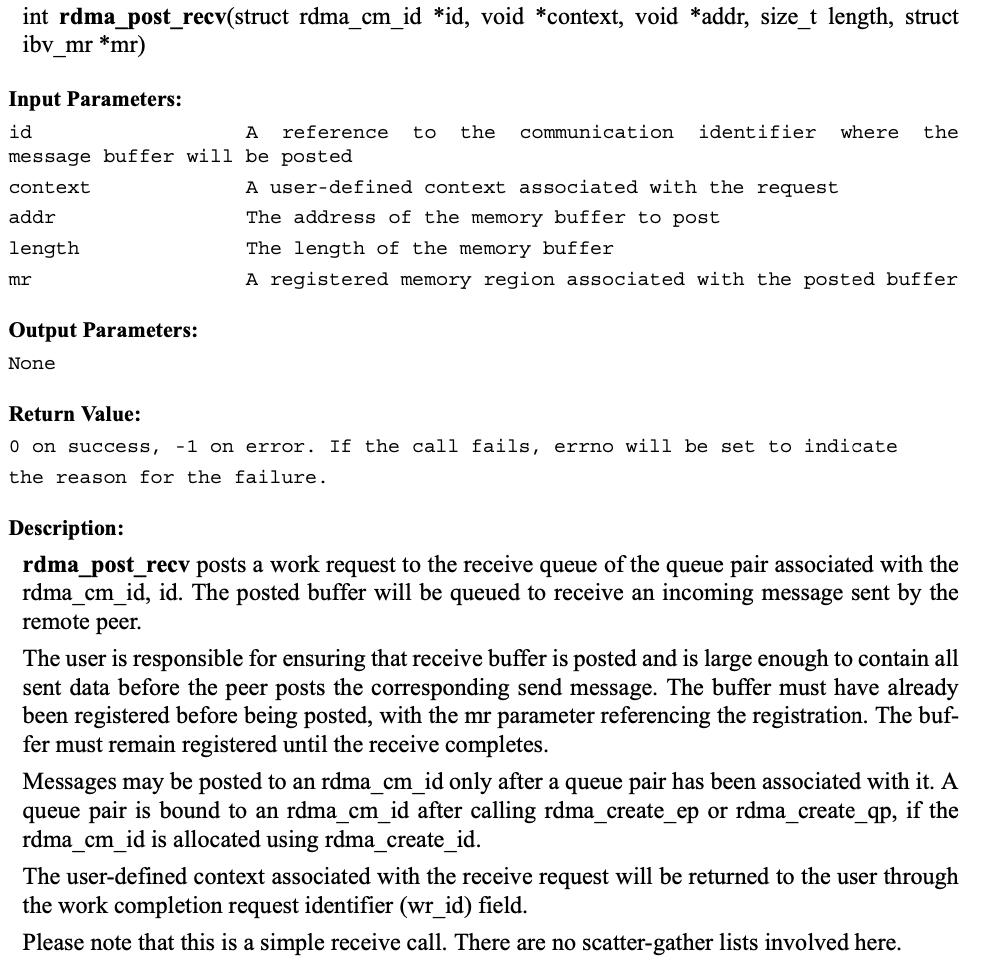 int rdma_post_recv(struct rdma_cm_id *id, void *context, void *addr, size_t length, struct
ibv_mr *mr)
Input Parameters:
id A reference to the communication identifier where the
message buffer will be posted
context A user-defined context associated with the request
addr The address of the memory buffer to post
length The length of the memory buffer
mr A registered memory region associated with the posted buffer
Output Parameters:
None
Return Value:
0 on success, -1 on error. If the call fails, errno will be set to indicate
the reason for the failure.
Description:
rdma_post_recv posts a work request to the receive queue of the queue pair associated with the
rdma_cm_id, id. The posted buffer will be queued to receive an incoming message sent by the
remote peer.
The user is responsible for ensuring that receive buffer is posted and is large enough to contain all
sent data before the peer posts the corresponding send message. The buffer must have already
been registered before being posted, with the mr parameter referencing the registration. The buf-
fer must remain registered until the receive completes.
Messages may be posted to an rdma_cm_id only after a queue pair has been associated with it. A
queue pair is bound to an rdma_cm_id after calling rdma_create_ep or rdma_create_qp, if the
rdma_cm_id is allocated using rdma_create_id.
The user-defined context associated with the receive request will be returned to the user through
the work completion request identifier (wr_id) field.
Please note that this is a simple receive call. There are no scatter-gather lists involved here.